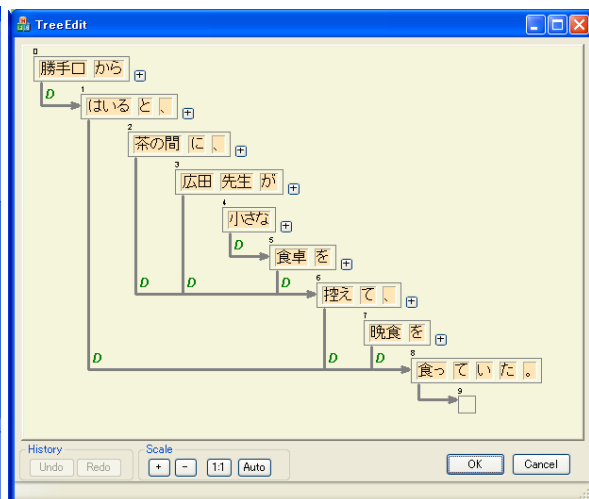 TreeEdit
0
勝手口 から
D
1
はいる と 、
2
茶の間 に 、
3
広田 先生 が
4
小さな
D
5
食卓 を
D D D
6
控え て 、
7
晩食 を
D D D
8
食っ て い た 。
9
History Scale
Undo Redo + - 1:1 Auto OK Cancel